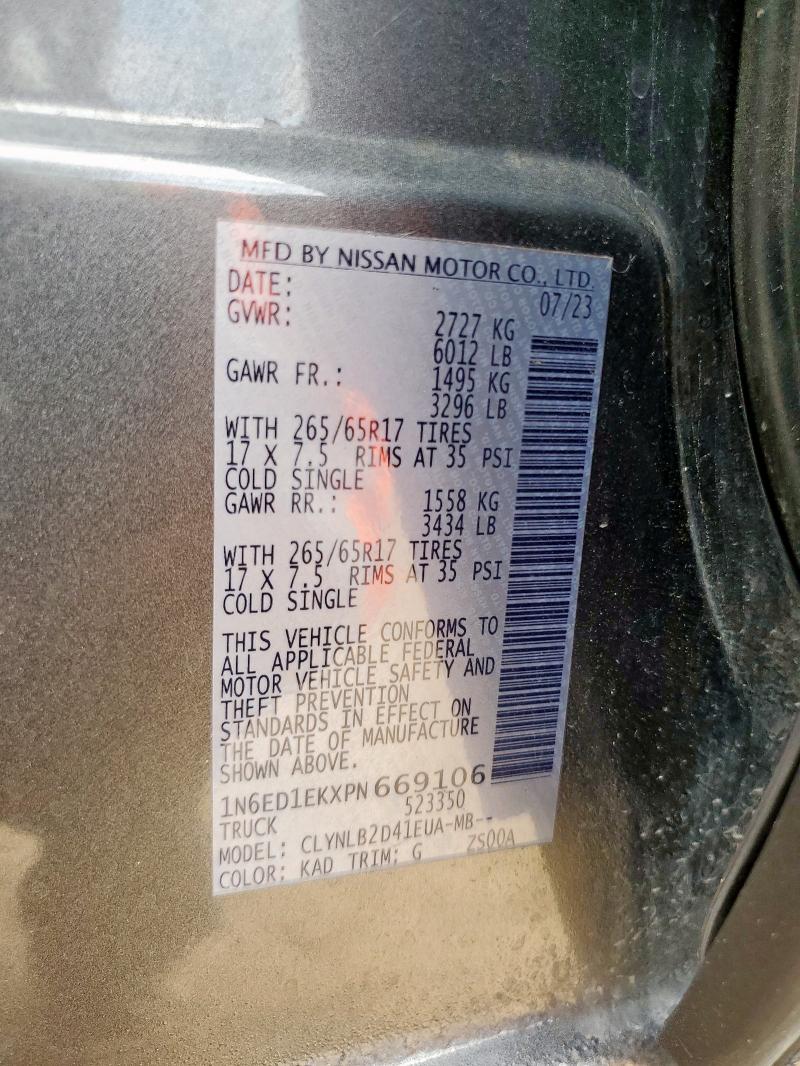 MFD BY NISSAN MOTOR CO., LTD.
DATE: 07/23
GVWR: 2727 KG
6012 LB
GAWR FR.: 1495 KG
3296 LB
WITH 265/65R17 TIRES
17 X 7.5 RIMS AT 35 PSI
COLD SINGLE
GAWR RR.: 1558 KG
3434 LB
WITH 265/65R17 TIRES
17 X 7.5 RIMS AT 35 PSI
COLD SINGLE
THIS VEHICLE CONFORMS TO
ALL APPLICABLE FEDERAL
MOTOR VEHICLE SAFETY AND
THEFT PREVENTION
STANDARDS IN EFFECT ON
THE DATE OF MANUFACTURE
SHOWN ABOVE.
1N6ED1EKXPN669106
TRUCK 523350
MODEL: CLYNLB2D41EUA-MB--
COLOR: KAD TRIM: G ZS00A